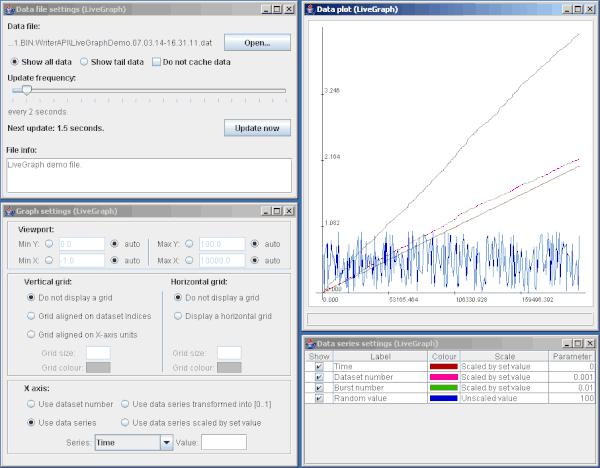 Data file settings (LiveGraph)
Data file:
...1.BIN.WriterAPI\LiveGraphDemo.07.03.14-16.31.11.dat Open...
Show all data Show tail data Do not cache data
Update frequency:
every 2 seconds.
Next update: 1.5 seconds. Update now
File info:
LiveGraph demo file.
Graph settings (LiveGraph)
Viewport:
Min Y: 0.0 auto Max Y: 100.0 auto
Min X: -1.0 auto Max X: 10000.0 auto
Vertical grid: Horizontal grid:
Do not display a grid Do not display a grid
Grid aligned on dataset indices Display a horizontal grid
Grid aligned on X-axis units
Grid size: Grid size:
Grid colour: Grid colour:
X axis:
Use dataset number Use data series transformed into [0..1]
Use data series Use data series scaled by set value
Series: Time Value:
Data plot (LiveGraph)
3.246
2.104
0.000
0.000 53165.464 106330.928 159496.392
Data series settings (LiveGraph)
Show Label Colour Scale Parameter
Time Scaled by set value 0
Dataset number Scaled by set value 0.001
Burst number Scaled by set value 0.01
Random value Unscaled value 100